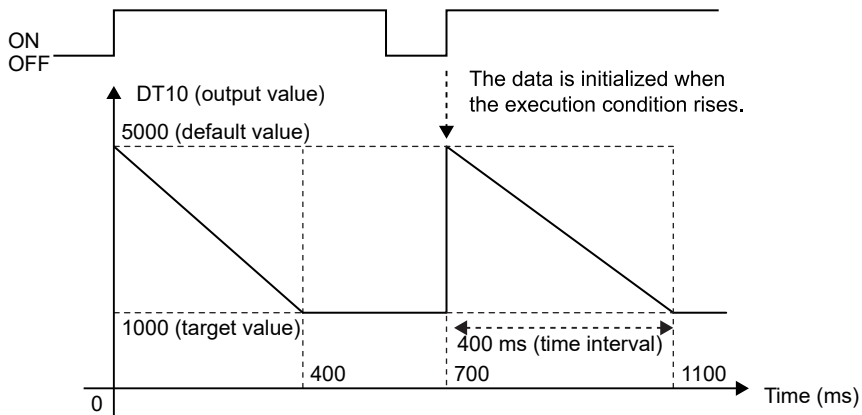 ON
OFF
The data is initialized when
the execution condition rises.
DT10 (output value)
5000 (default value)
1000 (target value)
400 ms (time interval)
400
700
1100
0
Time (ms)